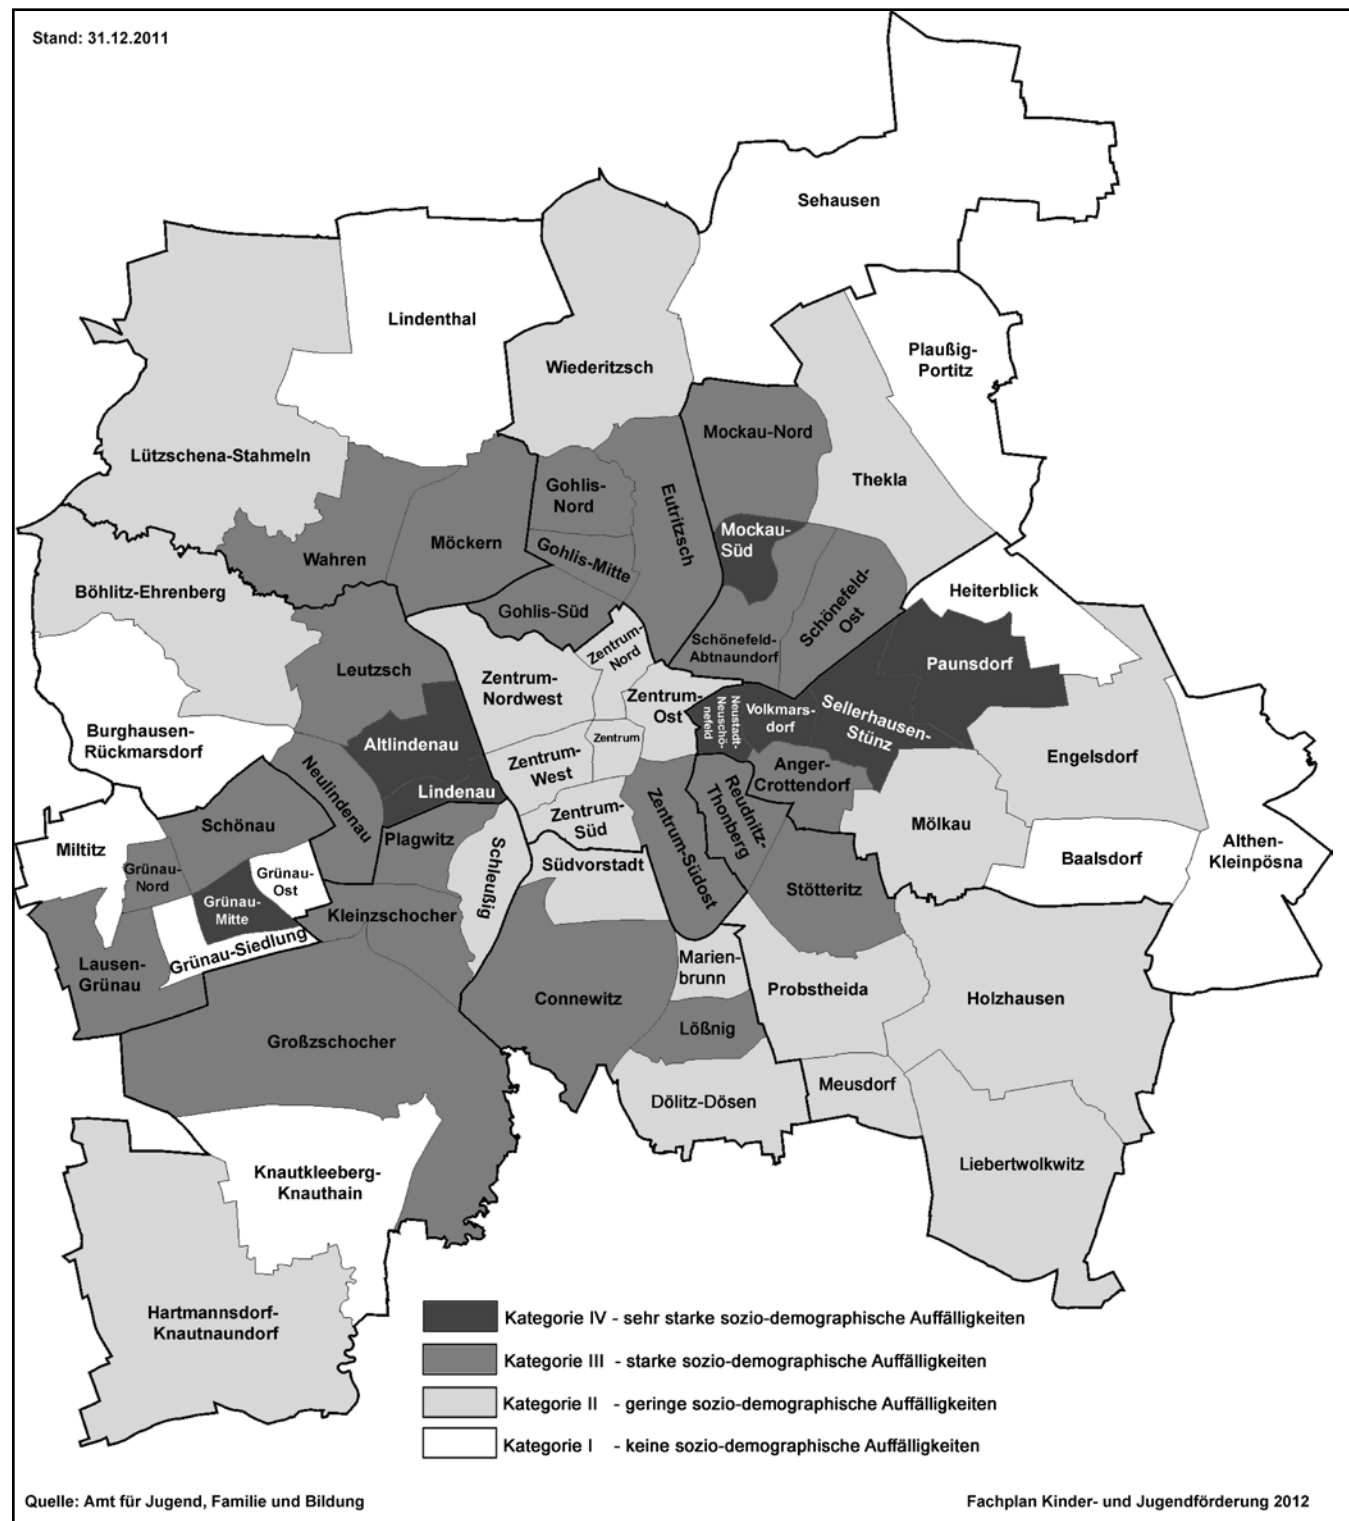 Stand: 31.12.2011
Sehausen
Lindenthal
Plaußig-
Portitz
Wiederitzsch
Mockau-Nord
Lützschena-Stahmeln
Thekla
Gohlis-
Nord
Eutritzsch
Mockau-
Süd
Möckern
Gohlis-Mitte
Wahren
Heiterblick
Böhlitz-Ehrenberg
Schönefeld-
Ost
Gohlis-Süd
Schönefeld-
Abtnaundorf
Zentrum-
Nord
Paunsdorf
Leutzsch
Zentrum-
Nordwest
Zentrum-
Ost
Neustadt-
Neuschö-
nefeld
Volkmars-
dorf
Sellerhausen-
Stünz
Burghausen-
Rückmarsdorf
Altlindenau
Zentrum
Engelsdorf
Zentrum-
West
Anger-
Crottendorf
Lindenau
Neulindenau
Reudnitz-
Thonberg
Zentrum-
Süd
Mölkau
Schönau
Plagwitz
Zentrum-Südost
Miltitz
Althen-
Kleinpösna
Baalsdorf
Schleußig
Südvorstadt
Grünau-
Nord
Grünau-
Ost
Stötteritz
Grünau-
Mitte
Kleinzschocher
Grünau-Siedlung
Lausen-
Grünau
Marien-
brunn
Probstheida
Connewitz
Holzhausen
Lößnig
Großzschocher
Meusdorf
Dölitz-Dösen
Liebertwolkwitz
Knautkleeberg-
Knauthain
Hartmannsdorf-
Knautnaundorf
Kategorie IV - sehr starke sozio-demographische Auffälligkeiten
Kategorie III - starke sozio-demographische Auffälligkeiten
Kategorie II - geringe sozio-demographische Auffälligkeiten
Kategorie I - keine sozio-demographische Auffälligkeiten
Quelle: Amt für Jugend, Familie und Bildung
Fachplan Kinder- und Jugendförderung 2012